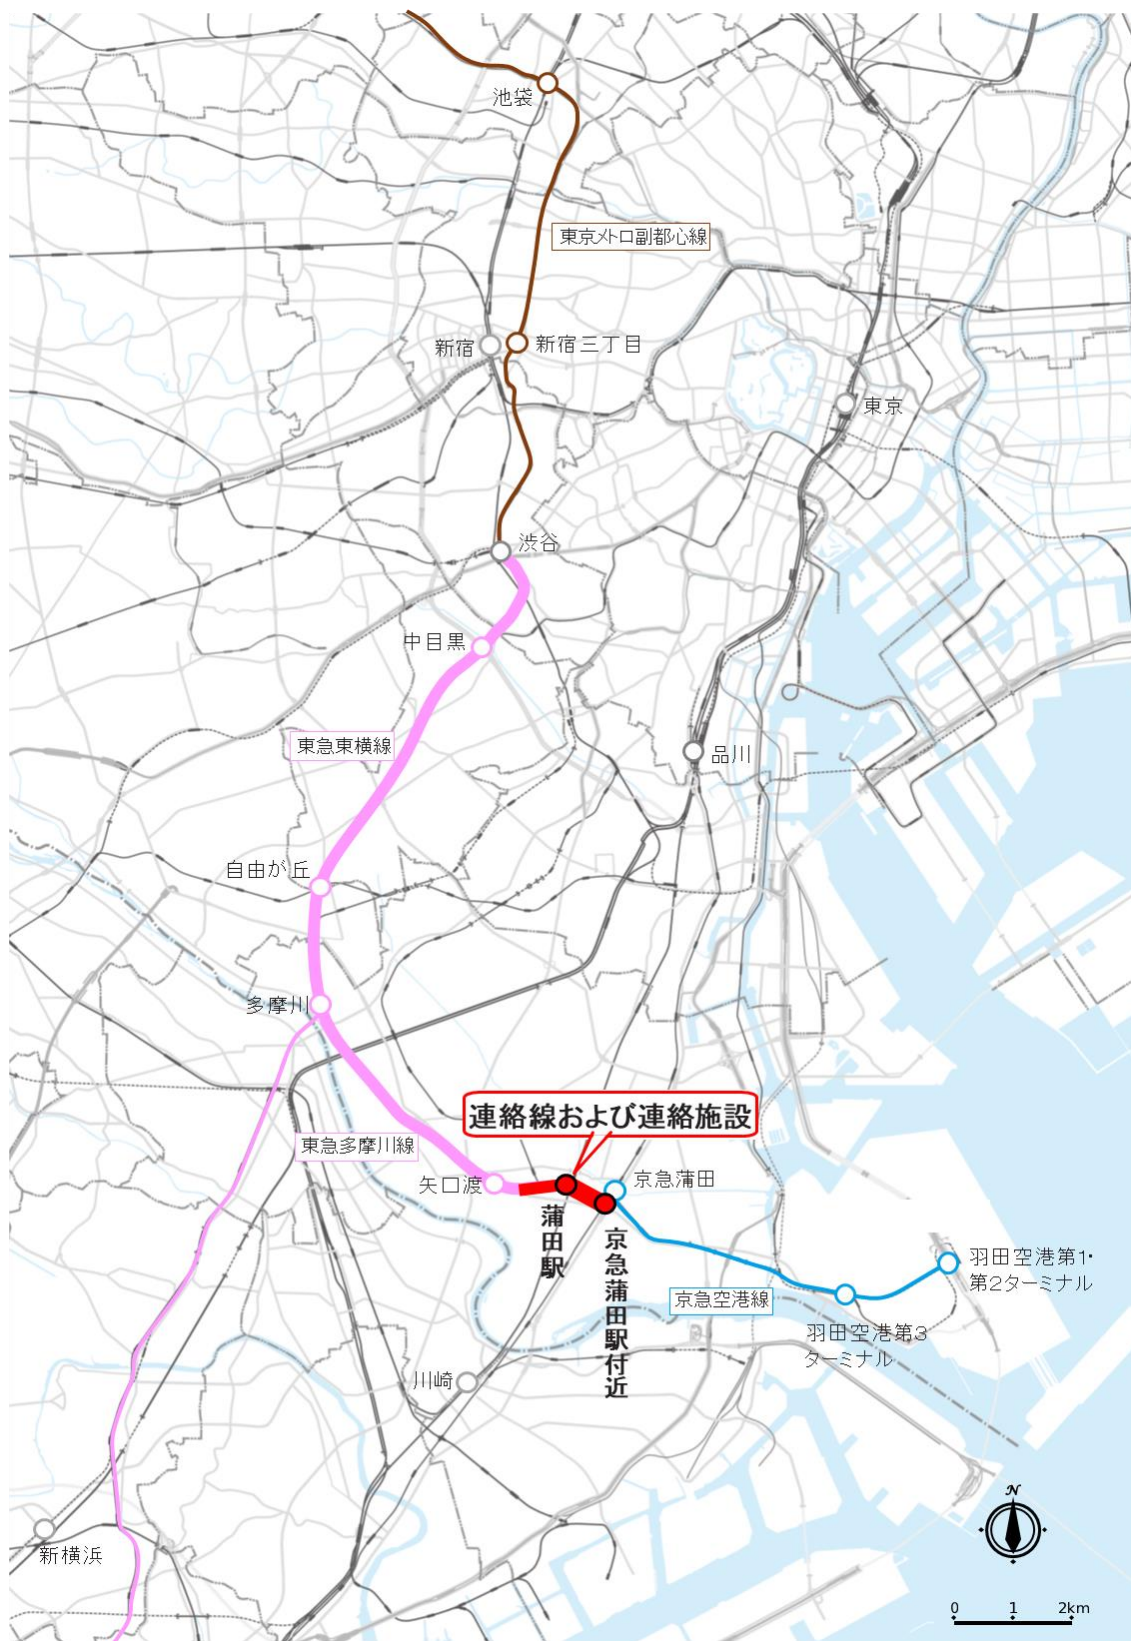 池袋
東京メトロ副都心線
新宿
新宿三丁目
東京
渋谷
中目黒
東急東横線
品川
自由が丘
多摩川
連絡線および連絡施設
東急多摩川線
矢口渡
京急蒲田
蒲田駅
京急蒲田駅付近
羽田空港第1・
第2ターミナル
京急空港線
羽田空港第3
ターミナル
川崎
N
新横浜
0 1 2km